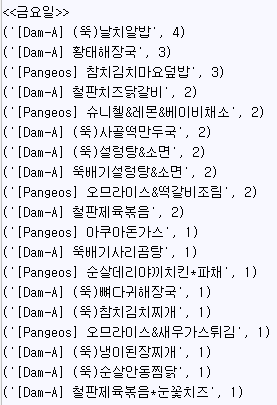 <<금요일>>
('[Dam-A] (뚝)날치알밥', 4)
('[Dam-A] 황태해장국', 3)
('[Pangeos] 참치김치마요덮밥', 3)
('[Dam-A] 철판치즈닭갈비', 2)
('[Pangeos] 슈니첼&레몬&베이비채소', 2)
('[Dam-A] (뚝)사골떡만두국', 2)
('[Dam-A] (뚝)설렁탕&소면', 2)
('[Dam-A] 뚝배기설렁탕&소면', 2)
('[Pangeos] 오므라이스&떡갈비조림', 2)
('[Dam-A] 철판제육볶음', 2)
('[Pangeos] 아쿠아돈가스', 1)
('[Dam-A] 뚝배기사리곰탕', 1)
('[Pangeos] 순살데리야끼치킨*파채', 1)
('[Dam-A] (뚝)뼈다귀해장국', 1)
('[Dam-A] (뚝)참치김치찌개', 1)
('[Pangeos] 오므라이스&새우가스튀김', 1)
('[Dam-A] (뚝)냉이된장찌개', 1)
('[Dam-A] (뚝)순살안동찜닭', 1)
('[Dam-A] 철판제육볶음*눈꽃치즈', 1)